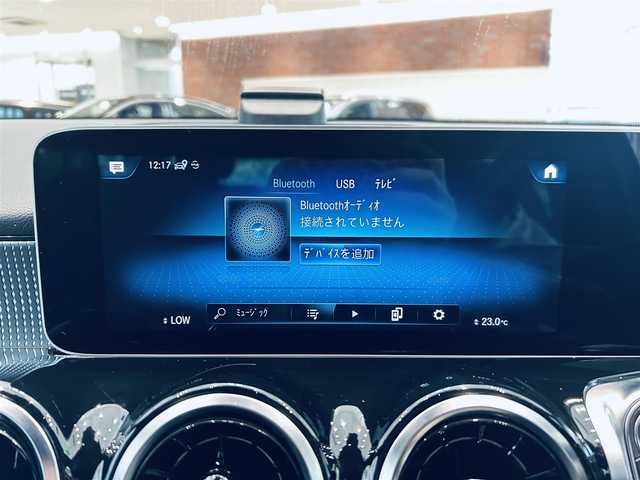 12:17
Bluetooth USB テレビ
Bluetoothオーディオ
接続されていません
デバイスを追加
LOW ミュージック 23.0℃